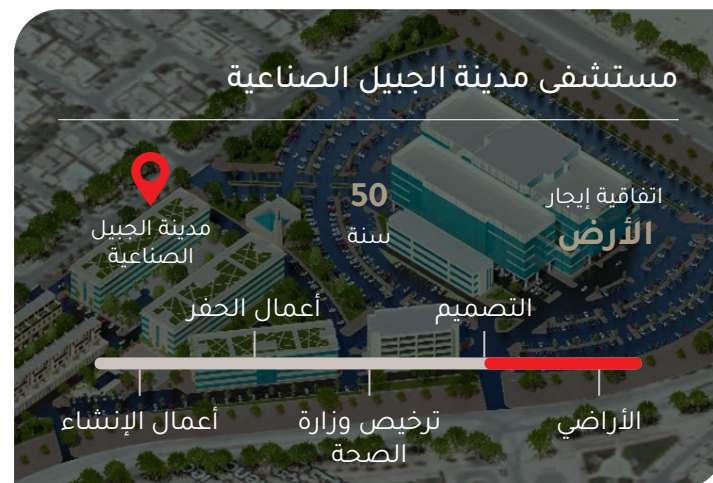 مستشفى مدينة الجبيل الصناعية
اتفاقية إيجار
الأرض
50
سنة
مدينة الجبيل
الصناعية
التصميم
أعمال الحفر
الأراضي
ترخيص وزارة
الصحة
أعمال الإنشاء